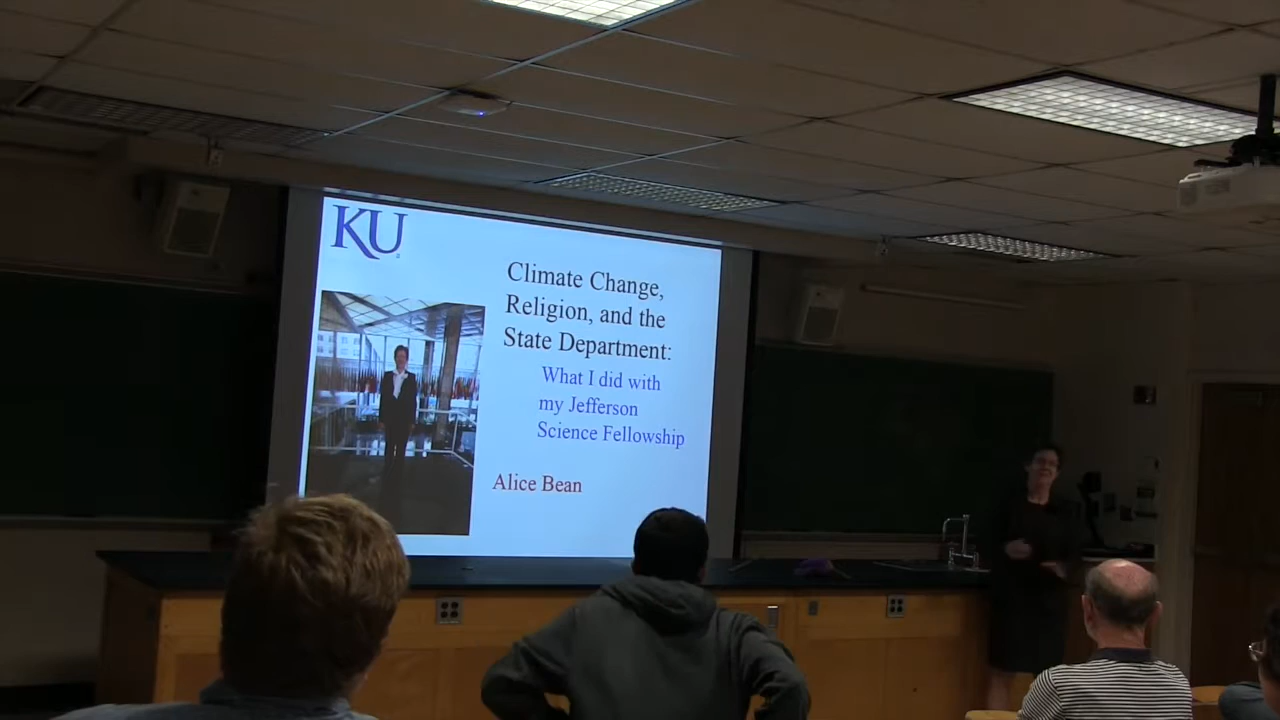 KU
Climate Change,
Religion, and the
State Department:
What I did with
my Jefferson
Science Fellowship
Alice Bean